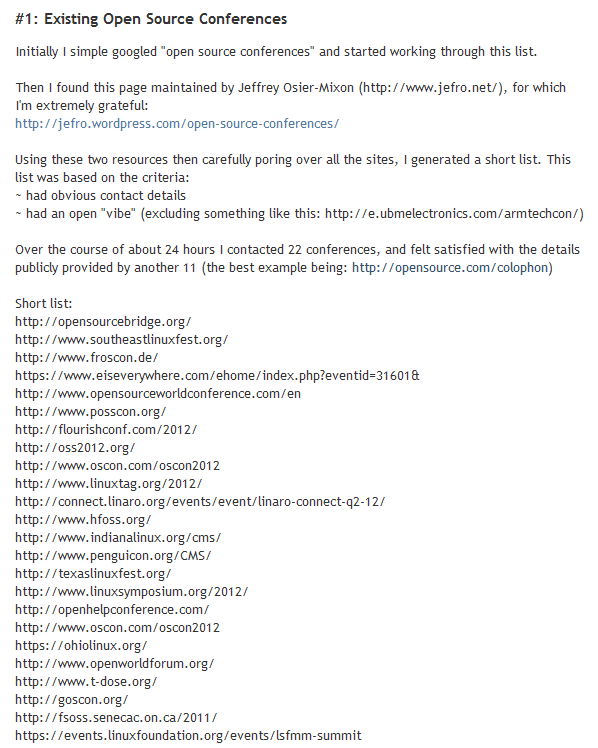 #1: Existing Open Source Conferences
Initially I simple googled "open source conferences" and started working through this list.
Then I found this page maintained by Jeffrey Osier-Mixon (http://www.jefro.net/), for which
I'm extremely grateful:
http://jefro.wordpress.com/open-source-conferences/
Using these two resources then carefully poring over all the sites, I generated a short list. This
list was based on the criteria:
~ had obvious contact details
~ had an open "vibe" (excluding something like this: http://e.ubmelectronics.com/armtechcon/)
Over the course of about 24 hours I contacted 22 conferences, and felt satisfied with the details
publicly provided by another 11 (the best example being: http://opensource.com/colophon)
Short list:
http://opensourcebridge.org/
http://www.southeastlinuxfest.org/
http://www.froscon.de/
https://www.eiseverywhere.com/ehome/index.php?eventid=31601&
http://www.opensourceworldconference.com/en
http://www.posscon.org/
http://flourishconf.com/2012/
http://oss2012.org/
http://www.oscon.com/oscon2012
http://www.linuxtag.org/2012/
http://connect.linaro.org/events/event/linaro-connect-q2-12/
http://www.hfoss.org/
http://www.indianalinux.org/cms/
http://www.penguicon.org/CMS/
http://texaslinuxfest.org/
http://www.linuxsymposium.org/2012/
http://openhelpconference.com/
http://www.oscon.com/oscon2012
https://ohiolinux.org/
http://www.openworldforum.org/
http://www.t-dose.org/
http://goscon.org/
http://fsoss.senecac.on.ca/2011/
https://events.linuxfoundation.org/events/lsfmm-summit